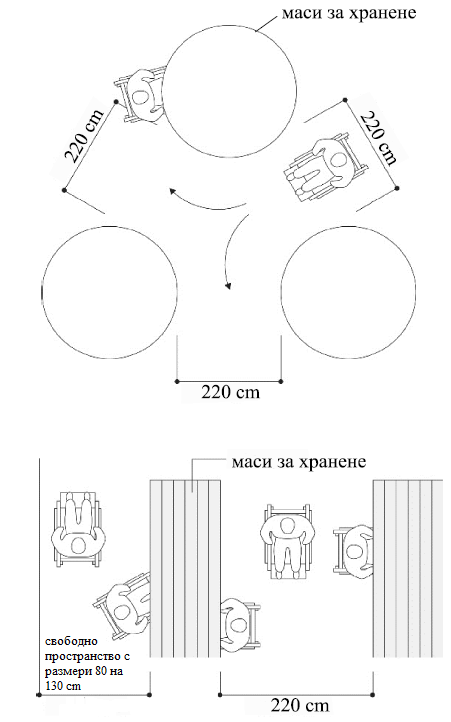 маси за хранене
220 cm
220 cm
220 cm
маси за хранене
свободно
пространство с
размери 80 на
130 cm
220 cm